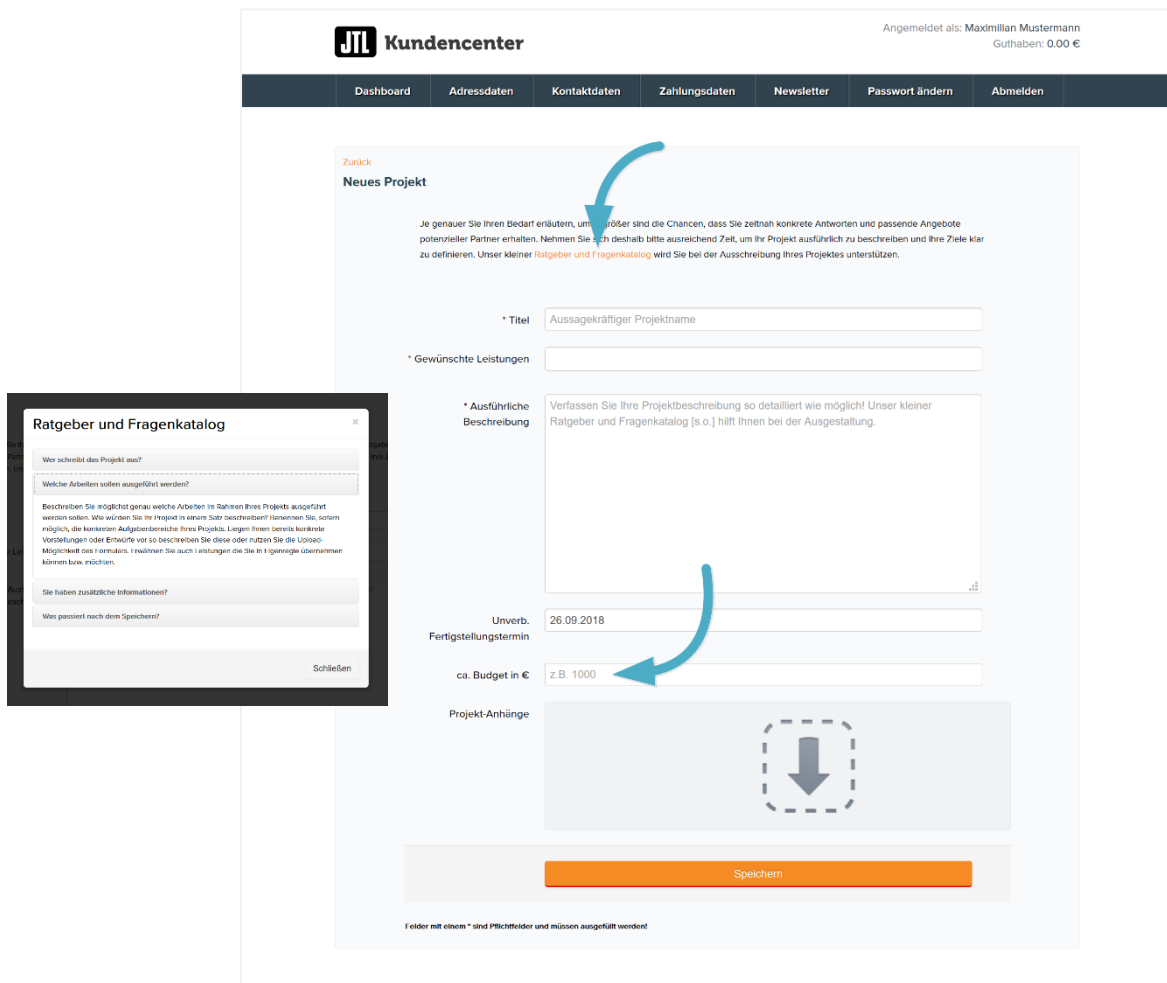 JTL Kundencenter
Angemeldet als: Maximilian Mustermann
Guthaben: 0.00 €
Dashboard Adressdaten Kontaktdaten Zahlungsdaten Newsletter Passwort ändern Abmelden
Zurück
Neues Projekt
Je genauer Sie Ihren Bedarf erläutern, um größer sind die Chancen, dass Sie zeitnah konkrete Antworten und passende Angebote
potenzieller Partner erhalten. Nehmen Sie sich deshalb bitte ausreichend Zeit, um Ihr Projekt ausführlich zu beschreiben und Ihre Ziele klar
zu definieren. Unser kleiner Ratgeber und Fragenkatalog wird Sie bei der Ausschreibung Ihres Projektes unterstützen.
* Titel
Aussagekräftiger Projektname
* Gewünschte Leistungen
* Ausführliche
Beschreibung
Verfassen Sie Ihre Projektbeschreibung so detailliert wie möglich! Unser kleiner
Ratgeber und Fragenkatalog [s.o.] hilft Ihnen bei der Ausgestaltung.
Unverb.
Fertigstellungstermin
26.09.2018
ca. Budget in €
z.B. 1000
Projekt-Anhänge
Speichern
Felder mit einem * sind Pflichtfelder und müssen ausgefüllt werden!
Ratgeber und Fragenkatalog ×
Wer schreibt das Projekt aus?
Welche Arbeiten sollen ausgeführt werden?
Beschreiben Sie möglichst genau welche Arbeiten im Rahmen Ihres Projekts ausgeführt
werden sollen. Wie würden Sie Ihr Projekt in einem Satz beschreiben? Benennen Sie, sofern
möglich, die konkreten Aufgabenbereiche Ihres Projekts. Liegen Ihnen bereits konkrete
Vorstellungen oder Entwürfe vor so beschreiben Sie diese oder nutzen Sie die Upload-
Möglichkeit des Formulars. Erwähnen Sie auch Leistungen die Sie in Eigenregie übernehmen
können bzw. möchten.
Sie haben zusätzliche Informationen?
Was passiert nach dem Speichern?
Schließen